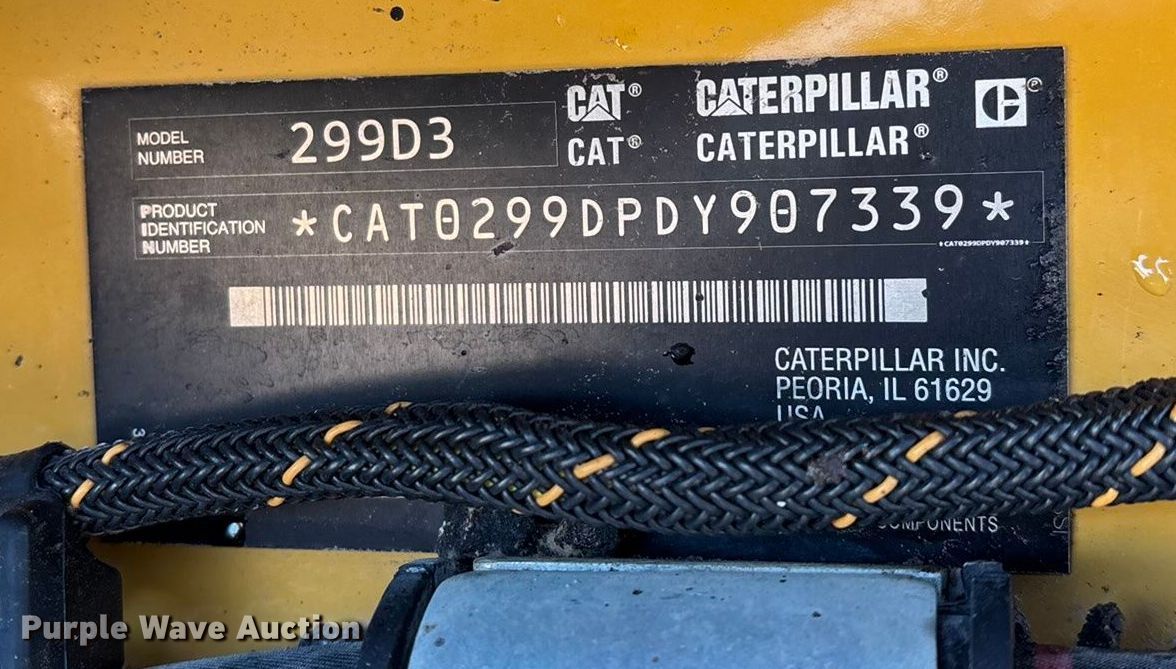 CAT® CATERPILLAR®
CAT® CATERPILLAR®
MODEL NUMBER 299D3
PRODUCT IDENTIFICATION NUMBER *CAT0299DPDY907339*
*CAT0299DPDY907339*
CATERPILLAR INC.
PEORIA, IL 61629
USA
COMPONENTS
Purple Wave Auction